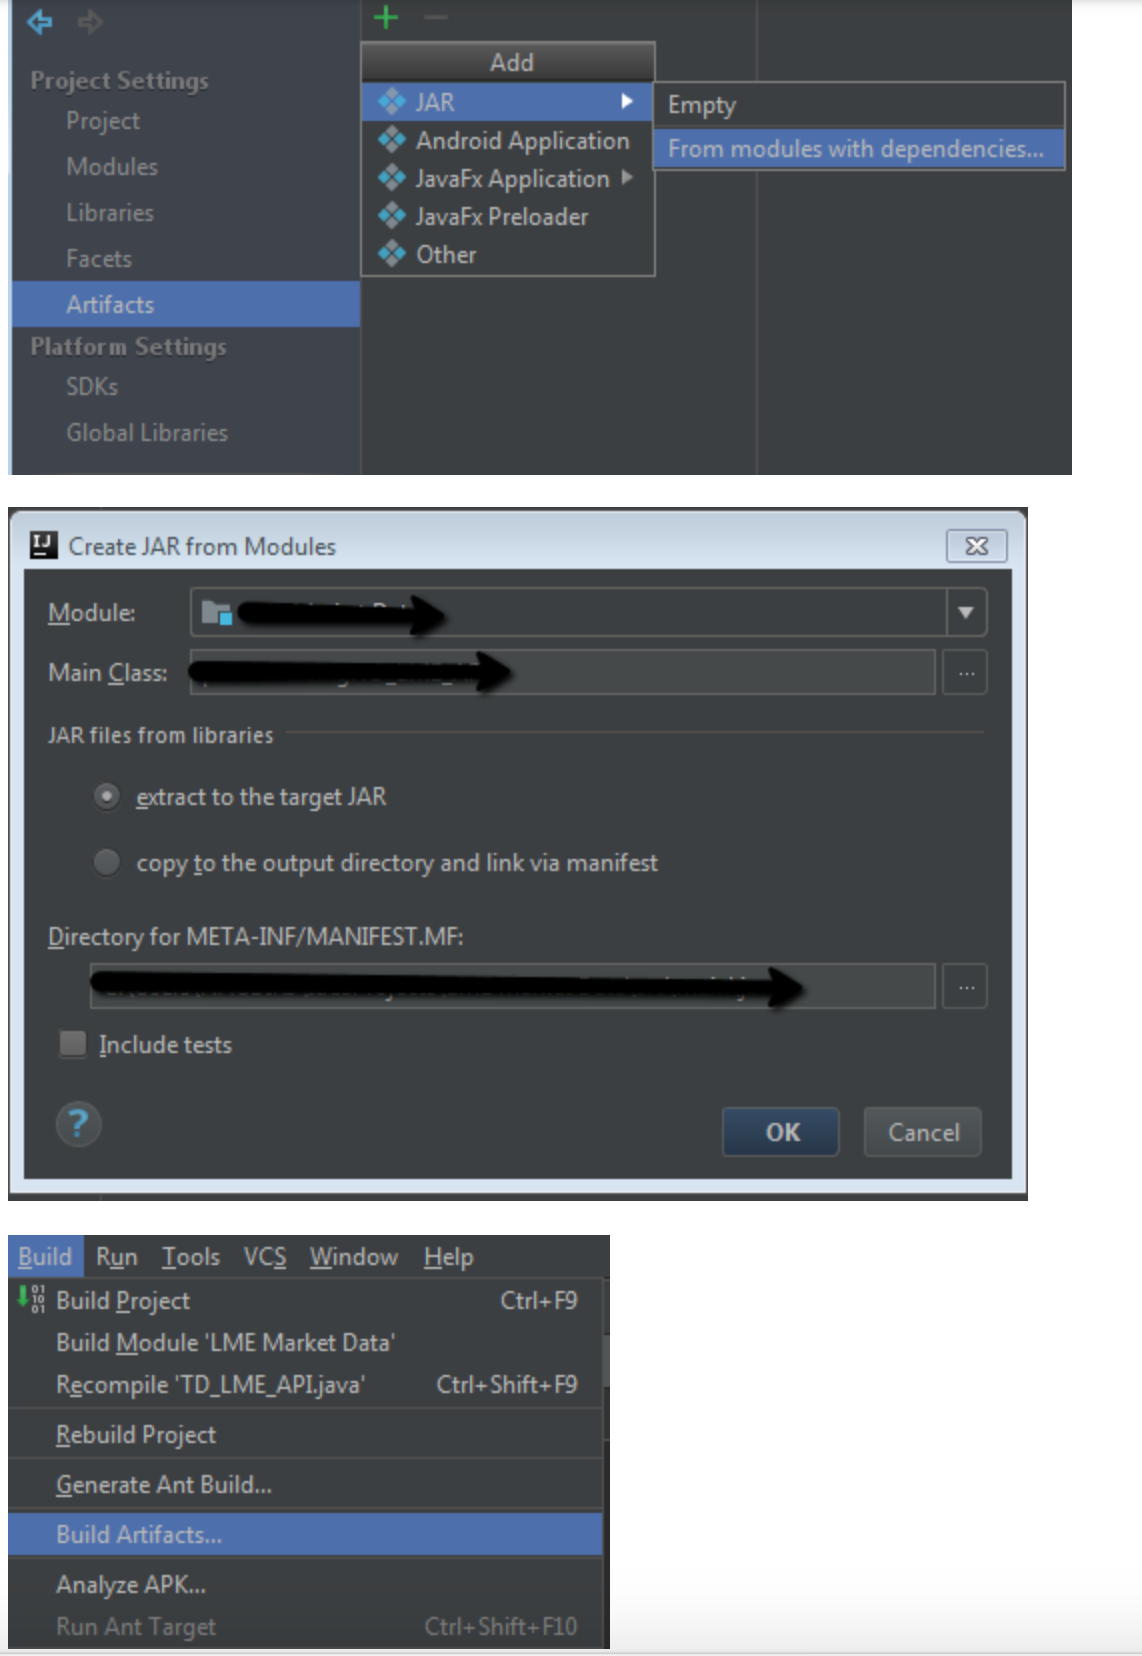 Project Settings
Project
Modules
Libraries
Facets
Artifacts
Platform Settings
SDKs
Global Libraries
Add
JAR
Android Application
JavaFx Application
JavaFx Preloader
Other
Empty
From modules with dependencies...
IJ Create JAR from Modules
Module:
Main Class:
...
JAR files from libraries
extract to the target JAR
copy to the output directory and link via manifest
Directory for META-INF/MANIFEST.MF:
...
Include tests
? OK Cancel
Build Run Tools VCS Window Help
Build Project Ctrl+F9
Build Module 'LME Market Data'
Recompile 'TD_LME_API.java' Ctrl+Shift+F9
Rebuild Project
Generate Ant Build...
Build Artifacts...
Analyze APK...
Run Ant Target Ctrl+Shift+F10